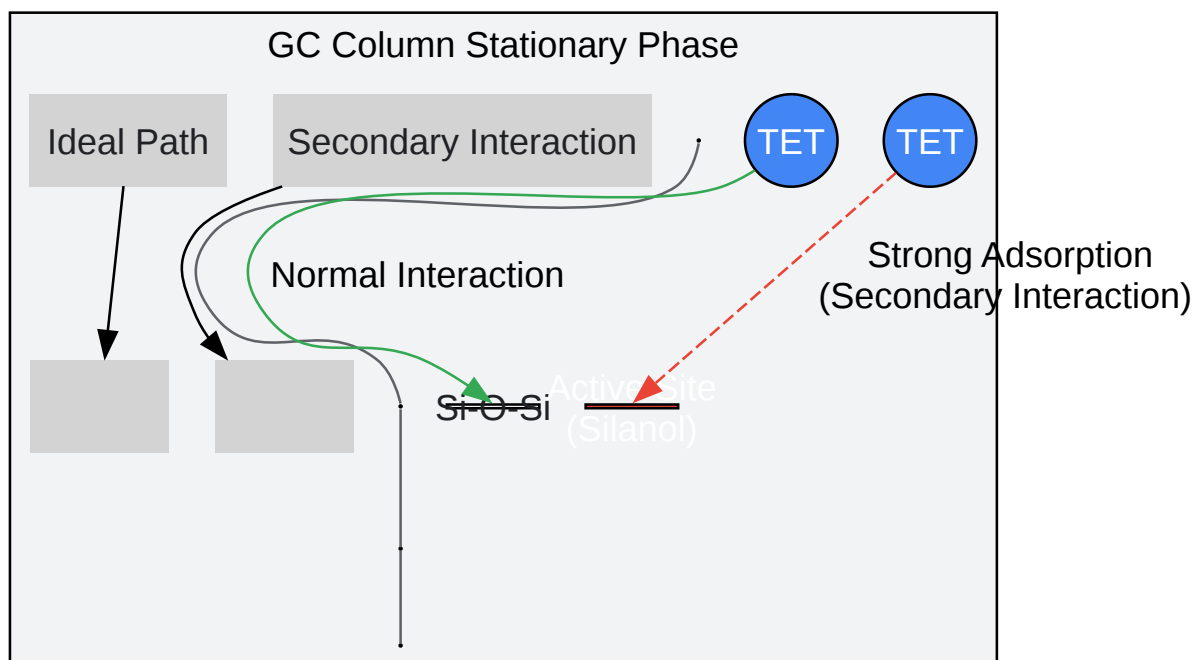 GC Column Stationary Phase
Ideal Path
Secondary Interaction
TET
TET
Strong Adsorption
(Secondary Interaction)
Normal Interaction
Si-O-Si
Active Site
(Silanol)